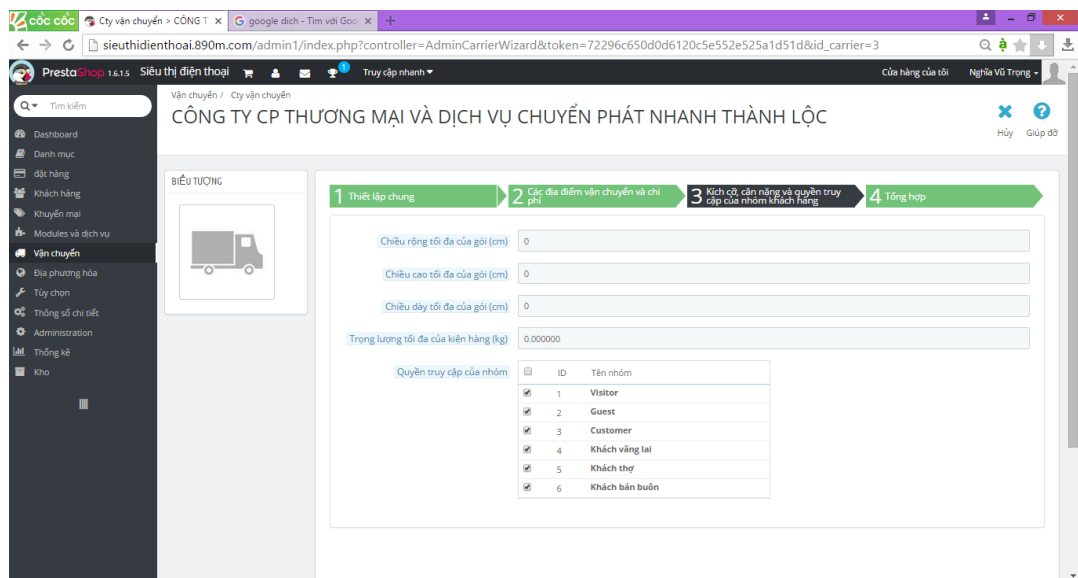 cốc cốc Cty vận chuyển > CÔNG T × G google dich - Tìm với Goo ×
sieuthidienthoai.890m.com/admin1/index.php?controller=AdminCarrierWizard&token=72296c650d0d6120c5e552e525a1d51d&id_carrier=3
PrestaShop 1.6.1.5 Siêu thị điện thoại 1 Truy cập nhanh Cửa hàng của tôi Nghĩa Vũ Trọng
Tìm kiếm
Dashboard
Danh mục
đặt hàng
Khách hàng
Khuyến mại
Modules và dịch vụ
Vận chuyển
Địa phương hóa
Tùy chọn
Thông số chi tiết
Administration
Thống kê
Kho
Vận chuyển / Cty vận chuyển
CÔNG TY CP THƯƠNG MẠI VÀ DỊCH VỤ CHUYỂN PHÁT NHANH THÀNH LỘC
Hủy Giúp đỡ
BIỂU TƯỢNG
1 Thiết lập chung
2 Các địa điểm vận chuyển và chi
phí
3 Kích cỡ, cân nặng và quyền truy
cập của nhóm khách hàng
4 Tổng hợp
Chiều rộng tối đa của gói (cm) 0
Chiều cao tối đa của gói (cm) 0
Chiều dày tối đa của gói (cm) 0
Trọng lượng tối đa của kiện hàng (kg) 0.000000
Quyền truy cập của nhóm ID Tên nhóm
1 Visitor
2 Guest
3 Customer
4 Khách vãng lai
5 Khách thợ
6 Khách bán buôn